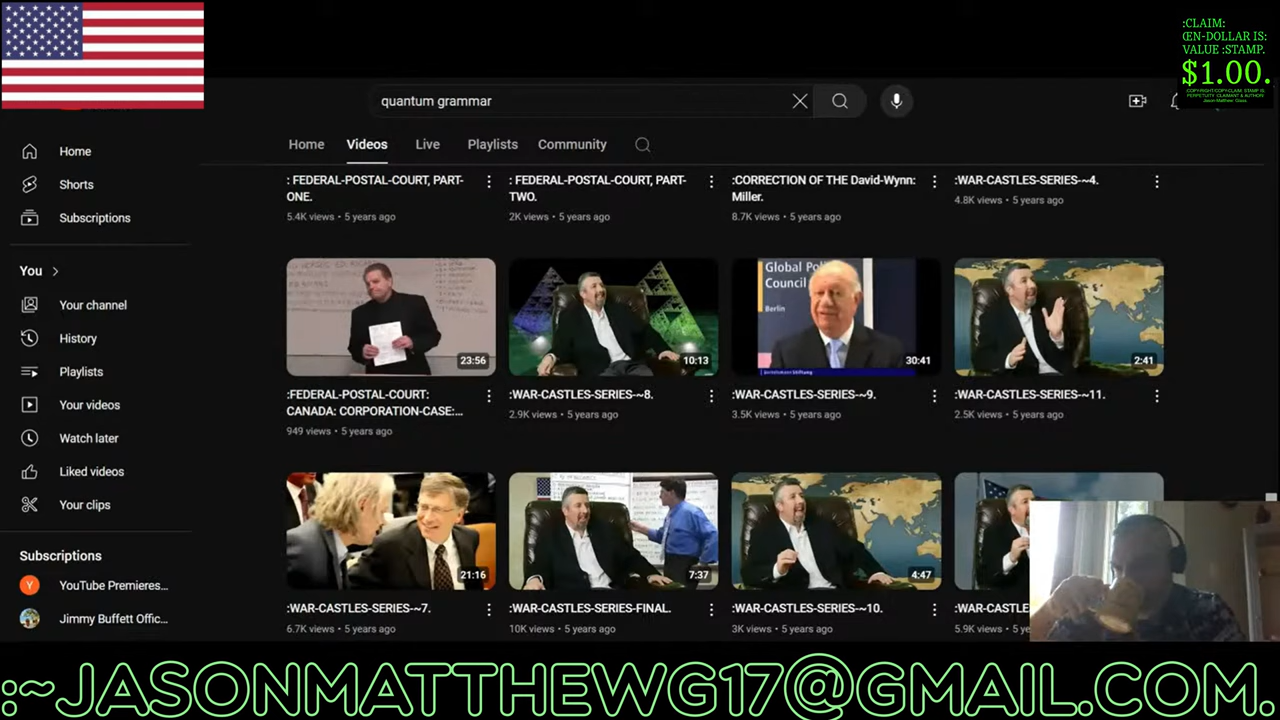 :CLAIM:
ŒN-DOLLAR IS:
VALUE :STAMP.
$1.00.
quantum grammar
Home
Videos
Live
Playlists
Community
Home
Shorts
Subscriptions
You
Your channel
History
Playlists
Your videos
Watch later
Liked videos
Your clips
Subscriptions
YouTube Premieres...
Jimmy Buffett Offic...
: FEDERAL-POSTAL-COURT, PART-
ONE.
5.4K views • 5 years ago
: FEDERAL-POSTAL-COURT, PART-
TWO.
2K views • 5 years ago
:CORRECTION OF THE David-Wynn:
Miller.
8.7K views • 5 years ago
:WAR-CASTLES-SERIES-~4.
4.8K views • 5 years ago
23:56
:FEDERAL-POSTAL-COURT:
CANADA: CORPORATION-CASE:...
949 views • 5 years ago
10:13
:WAR-CASTLES-SERIES-~8.
2.9K views • 5 years ago
Global Po
Council
Berlin
30:41
:WAR-CASTLES-SERIES-~9.
3.5K views • 5 years ago
2:41
:WAR-CASTLES-SERIES-~11.
2.5K views • 5 years ago
21:16
:WAR-CASTLES-SERIES-~7.
6.7K views • 5 years ago
7:37
:WAR-CASTLES-SERIES-FINAL.
10K views • 5 years ago
4:47
:WAR-CASTLES-SERIES-~10.
3K views • 5 years ago
:WAR-CASTLE
5.9K views
:~JASONMATTHEWG17@GMAIL.COM.